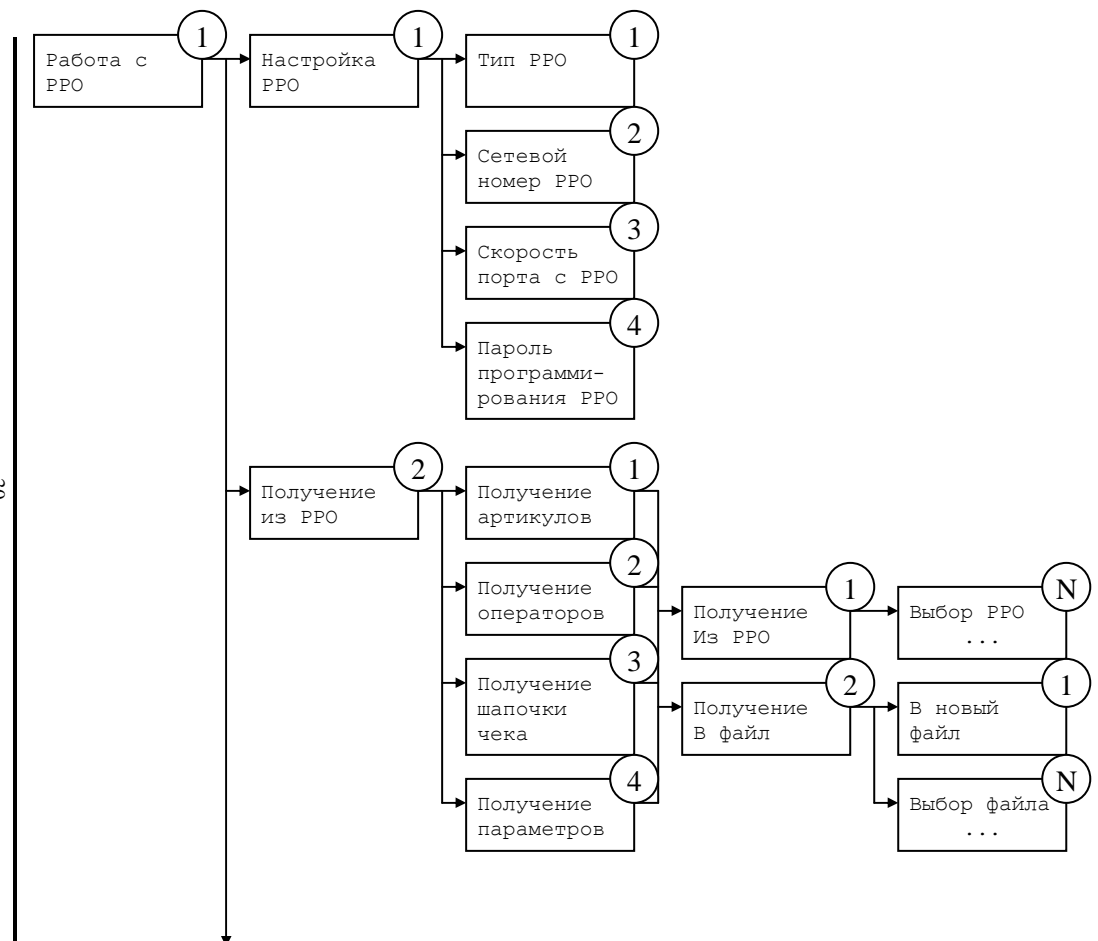 1
Работа с
РРО
1
Настройка
РРО
1
Тип РРО
2
Сетевой
номер РРО
3
Скорость
порта с РРО
4
Пароль
программи-
рования РРО
2
Получение
из РРО
1
Получение
артикулов
2
Получение
операторов
3
Получение
шапочки
чека
4
Получение
параметров
1
Получение
Из РРО
N
Выбор РРО
...
2
Получение
В файл
1
В новый
файл
N
Выбор файла
...